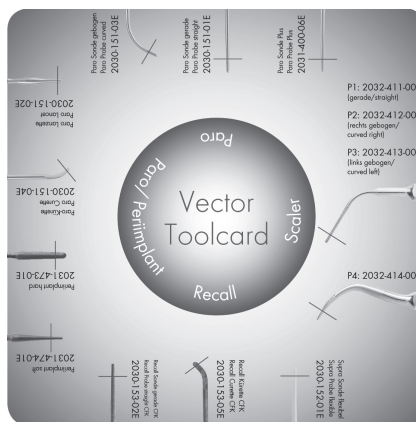 Paro Sonde gebogen
Paro Probe curved
2030-151-03E
Paro Sonde gerade
Paro Probe straight
2030-151-01E
Paro Sonde Plus
Paro Probe Plus
2031-400-06E
P1: 2032-411-00
(gerade/straight)
P2: 2032-412-00
(rechts gebogen/
curved right)
P3: 2032-413-00
(links gebogen/
curved left)
P4: 2032-414-00
Supra Sonde flexibel
Supra Probe flexible
2030-152-01E
Recall Kürette CFK
Recall Curette CFK
2030-153-05E
Recall Sonde gerade CFK
Recall Probe straight CFK
2030-153-02E
Periimplant soft
2031-474-01E
Periimplant hard
2031-473-01E
Paro-Kürette
Paro Curette
2030-151-04E
Paro Lanzette
Paro Lancet
2030-151-02E
Paro
Scaler
Recall
Paro/ Periimplant
Vector
Toolcard